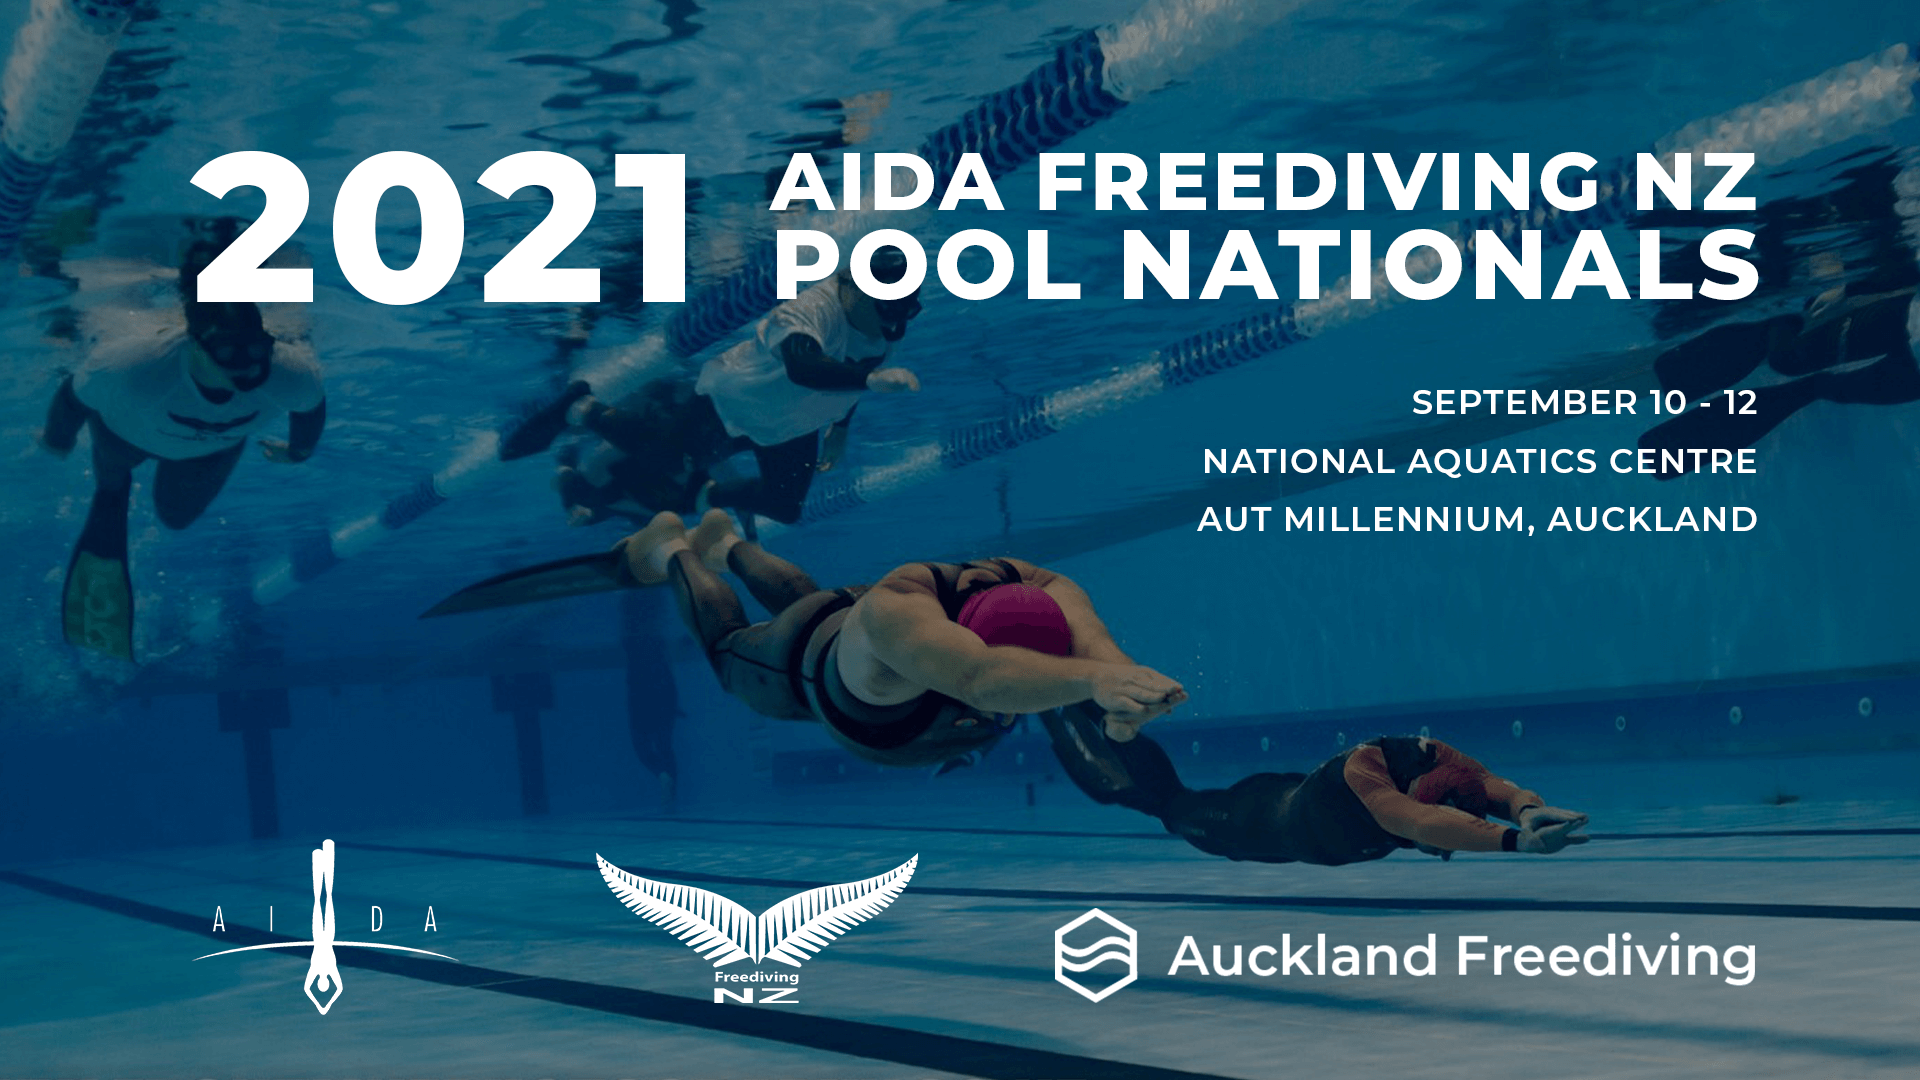 2021
AIDA FREEDIVING NZ
POOL NATIONALS
SEPTEMBER 10 - 12
NATIONAL AQUATICS CENTRE
AUT MILLENNIUM, AUCKLAND
AIDA
Freediving
NZ
Auckland Freediving